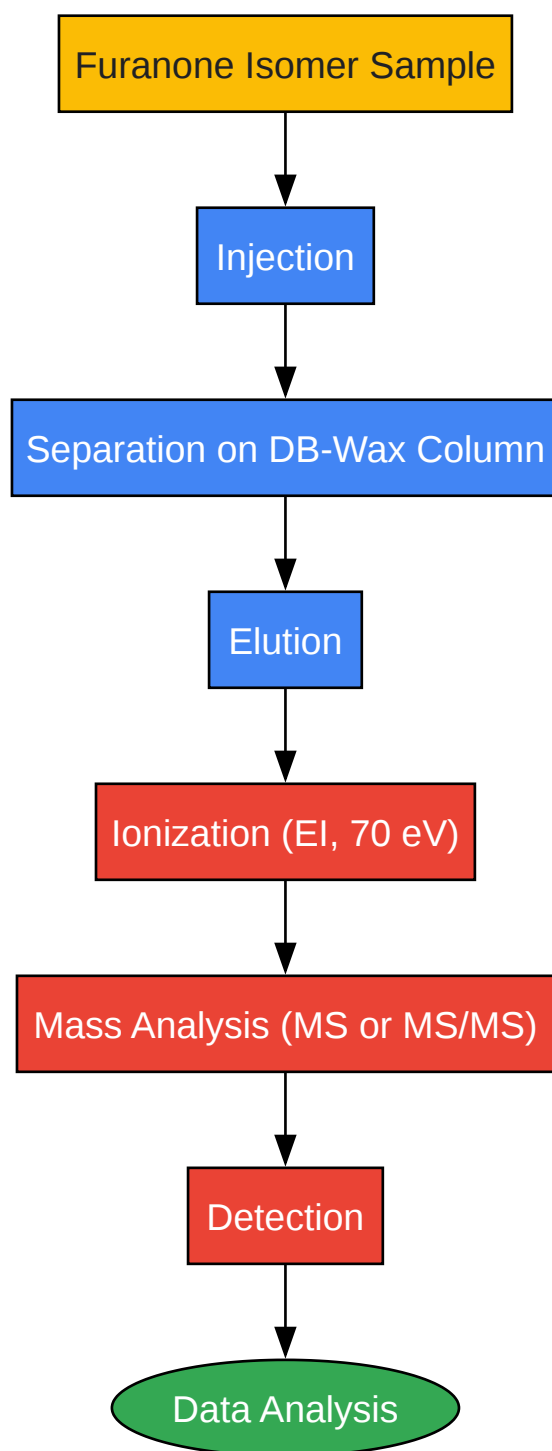 Furanone Isomer Sample
Injection
Separation on DB-Wax Column
Elution
Ionization (EI, 70 eV)
Mass Analysis (MS or MS/MS)
Detection
Data Analysis